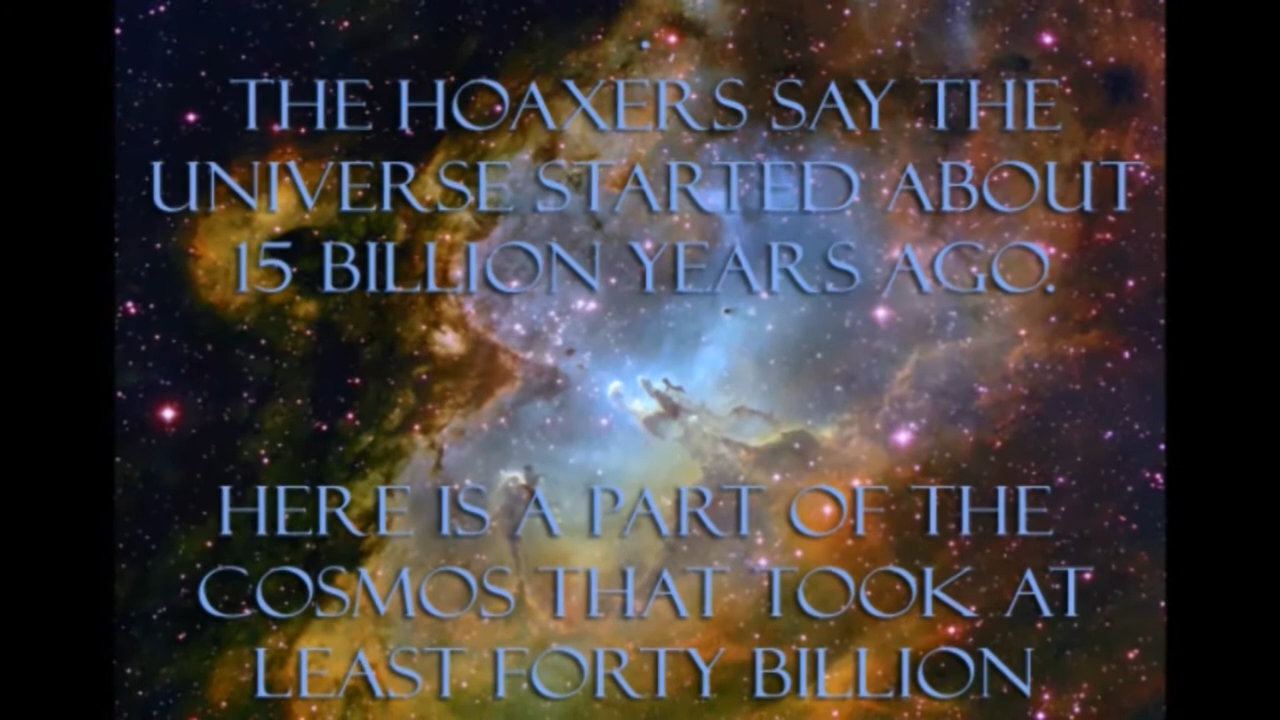 THE HOAXERS SAY THE
UNIVERSE STARTED ABOUT
15 BILLION YEARS AGO.
HERE IS A PART OF THE
COSMOS THAT TOOK AT
LEAST FORTY BILLION